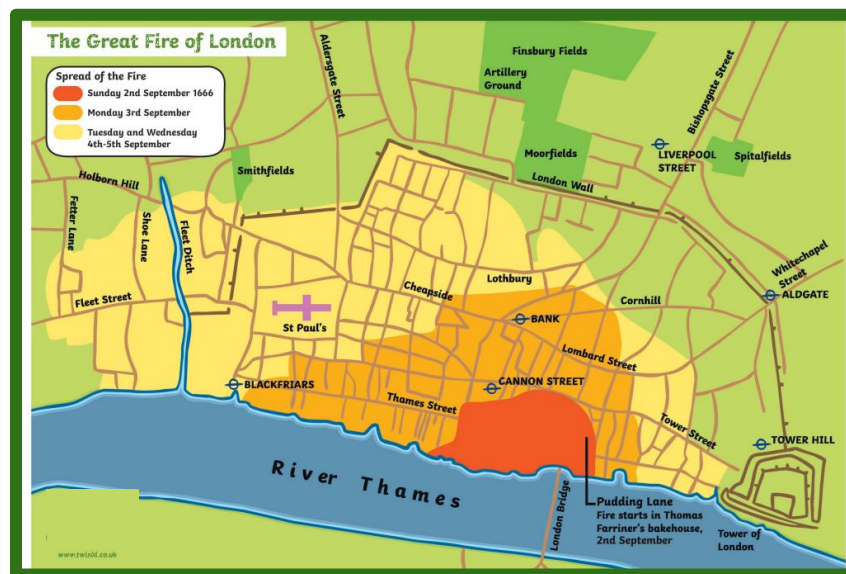 The Great Fire of London
Spread of the Fire
Sunday 2nd September 1666
Monday 3rd September
Tuesday and Wednesday
4th-5th September
Aldersgate Street
Finsbury Fields
Artillery
Ground
Bishopsgate Street
Moorfields
LIVERPOOL
STREET
Spitalfields
Smithfields
London Wall
Holborn Hill
Fetter Lane
Shoe Lane
Fleet Ditch
Whitechapel
Street
ALDGATE
Lothbury
Cheapside
Cornhill
Fleet Street
St Paul's
BANK
Lombard Street
BLACKFRIARS
CANNON STREET
Thames Street
Tower Street
TOWER HILL
River Thames
London Bridge
Pudding Lane
Fire starts in Thomas
Farriner's bakehouse,
2nd September
Tower of
London
www.twinkl.co.uk